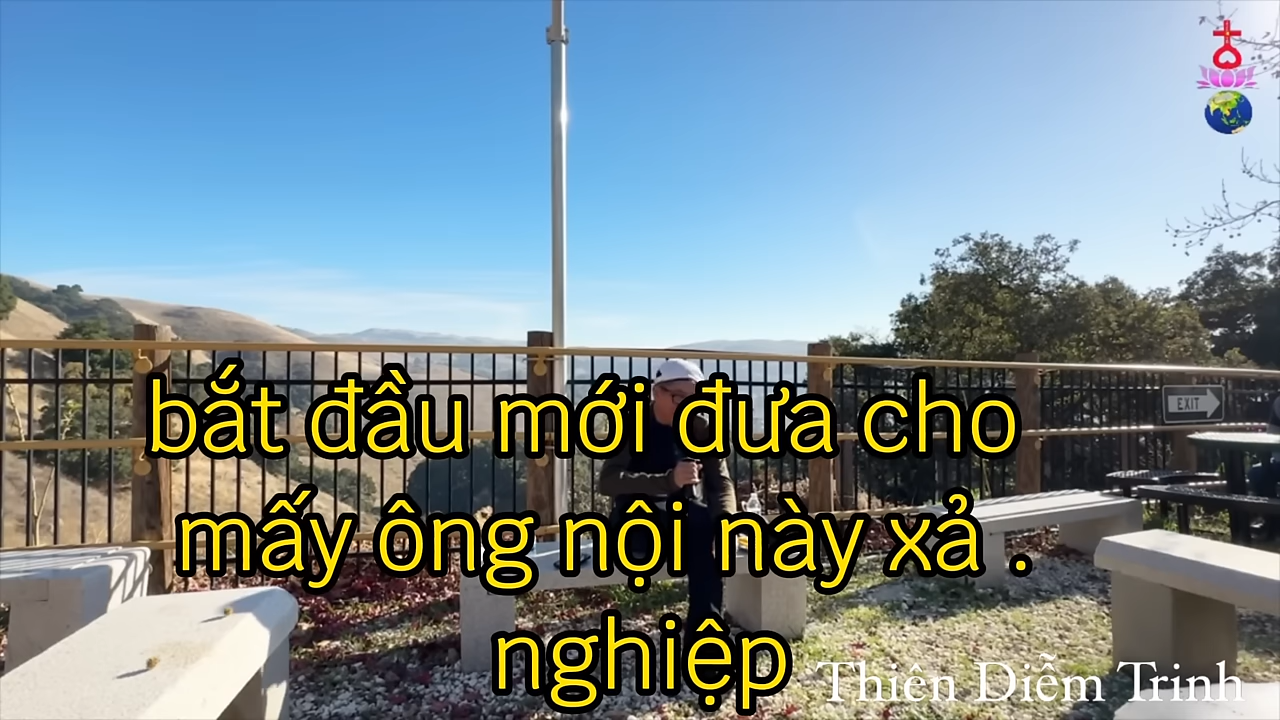 bắt đầu mới đưa cho
EXIT
mấy ông nội này xả .
nghiệp
Thiên Diễm Trinh